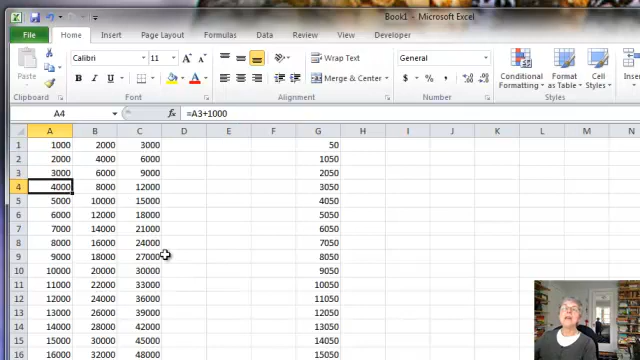 Book1 - Microsoft Excel
File Home Insert Page Layout Formulas Data Review View Developer
Paste
Calibri 11 A A Wrap Text General
B I U A Merge & Center $ % , Conditional Formatting Format as Table Cell Styles
Clipboard Font Alignment Number Styles
A4 fx =A3+1000
A B C D E F G H I J K L M N
1 1000 2000 3000 50
2 2000 4000 6000 1050
3 3000 6000 9000 2050
4 4000 8000 12000 3050
5 5000 10000 15000 4050
6 6000 12000 18000 5050
7 7000 14000 21000 6050
8 8000 16000 24000 7050
9 9000 18000 27000 8050
10 10000 20000 30000 9050
11 11000 22000 33000 10050
12 12000 24000 36000 11050
13 13000 26000 39000 12050
14 14000 28000 42000 13050
15 15000 30000 45000 14050
16 16000 32000 48000 15050